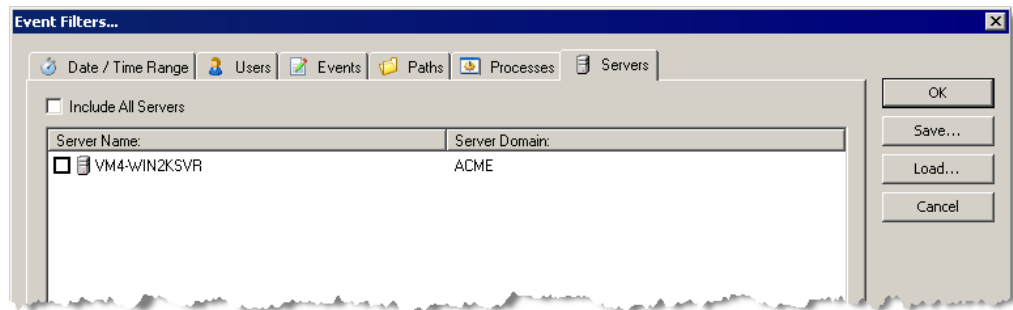 Event Filters...
Date / Time Range Users Events Paths Processes Servers
Include All Servers
Server Name: Server Domain:
VM4-WIN2KSVR ACME
OK
Save...
Load...
Cancel